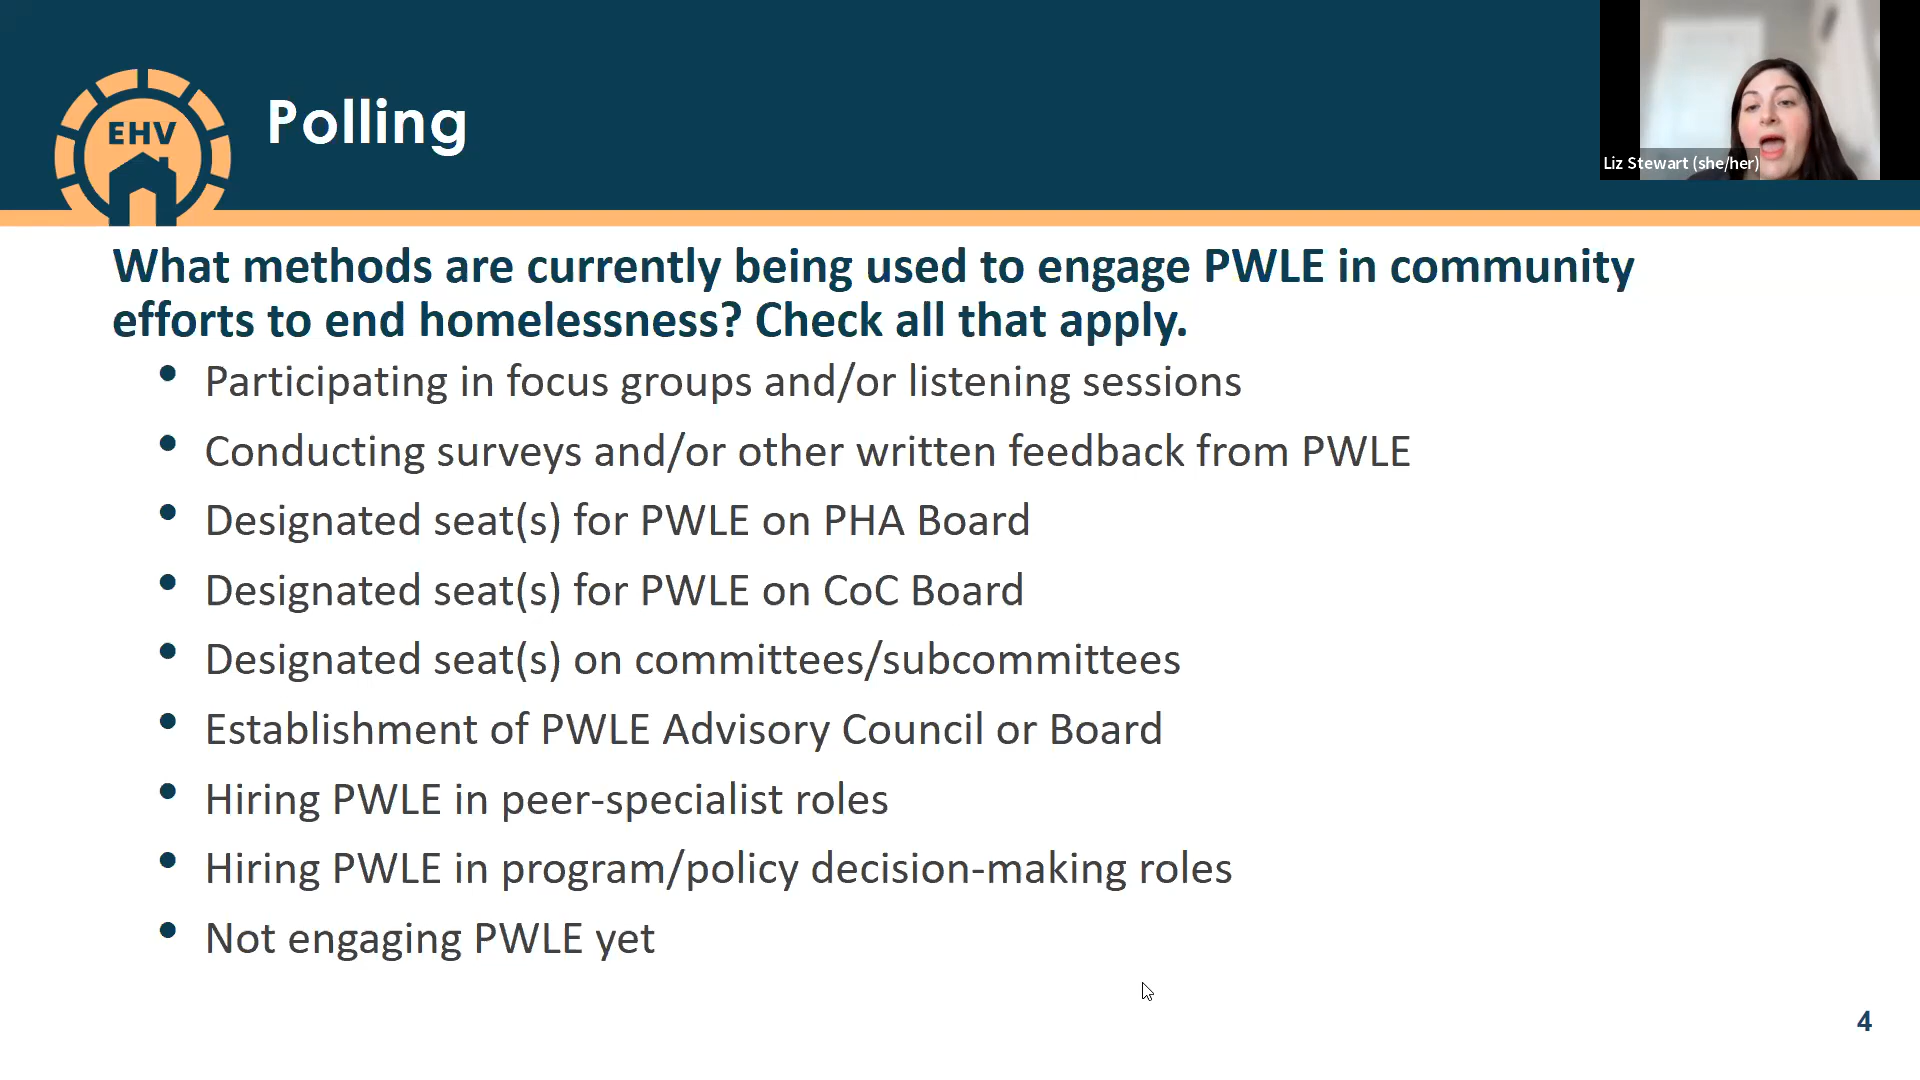 EHV
Polling
Liz Stewart (she/her)
What methods are currently being used to engage PWLE in community
efforts to end homelessness? Check all that apply.
• Participating in focus groups and/or listening sessions
• Conducting surveys and/or other written feedback from PWLE
• Designated seat(s) for PWLE on PHA Board
• Designated seat(s) for PWLE on CoC Board
• Designated seat(s) on committees/subcommittees
• Establishment of PWLE Advisory Council or Board
• Hiring PWLE in peer-specialist roles
• Hiring PWLE in program/policy decision-making roles
• Not engaging PWLE yet
4